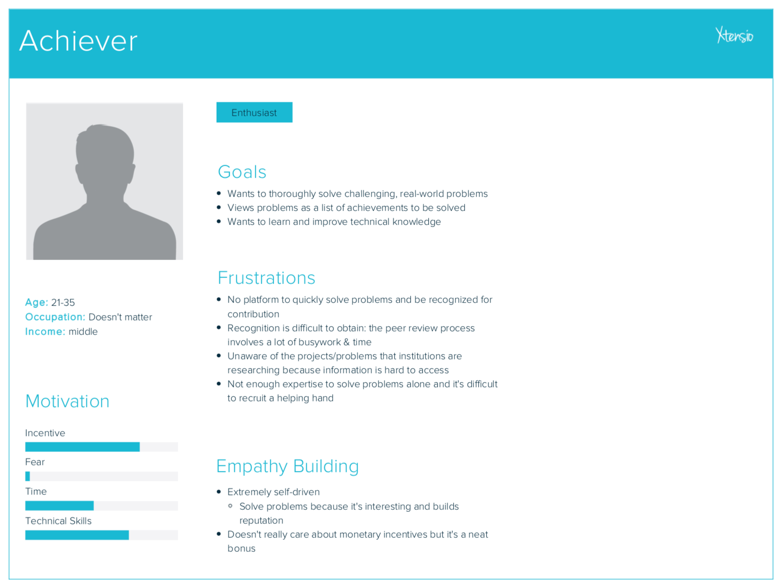 Achiever
Xtensio
Enthusiast
Goals
Wants to thoroughly solve challenging, real-world problems
Views problems as a list of achievements to be solved
Wants to learn and improve technical knowledge
Frustrations
No platform to quickly solve problems and be recognized for
contribution
Recognition is difficult to obtain: the peer review process
involves a lot of busywork & time
Unaware of the projects/problems that institutions are
researching because information is hard to access
Not enough expertise to solve problems alone and it's difficult
to recruit a helping hand
Age: 21-35
Occupation: Doesn't matter
Income: middle
Motivation
Incentive
Fear
Time
Technical Skills
Empathy Building
Extremely self-driven
Solve problems because it's interesting and builds
reputation
Doesn't really care about monetary incentives but it's a neat
bonus